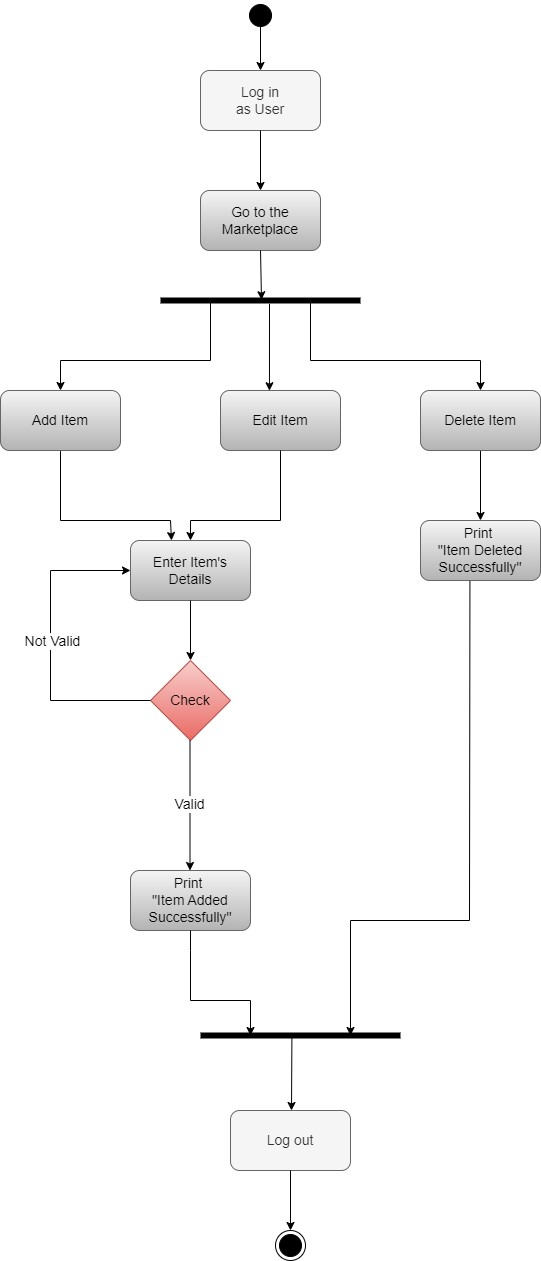 Log in
as User
Go to the
Marketplace
Add Item
Edit Item
Delete Item
Print
"Item Deleted
Successfully"
Enter Item's
Details
Not Valid
Check
Valid
Print
"Item Added
Successfully"
Log out